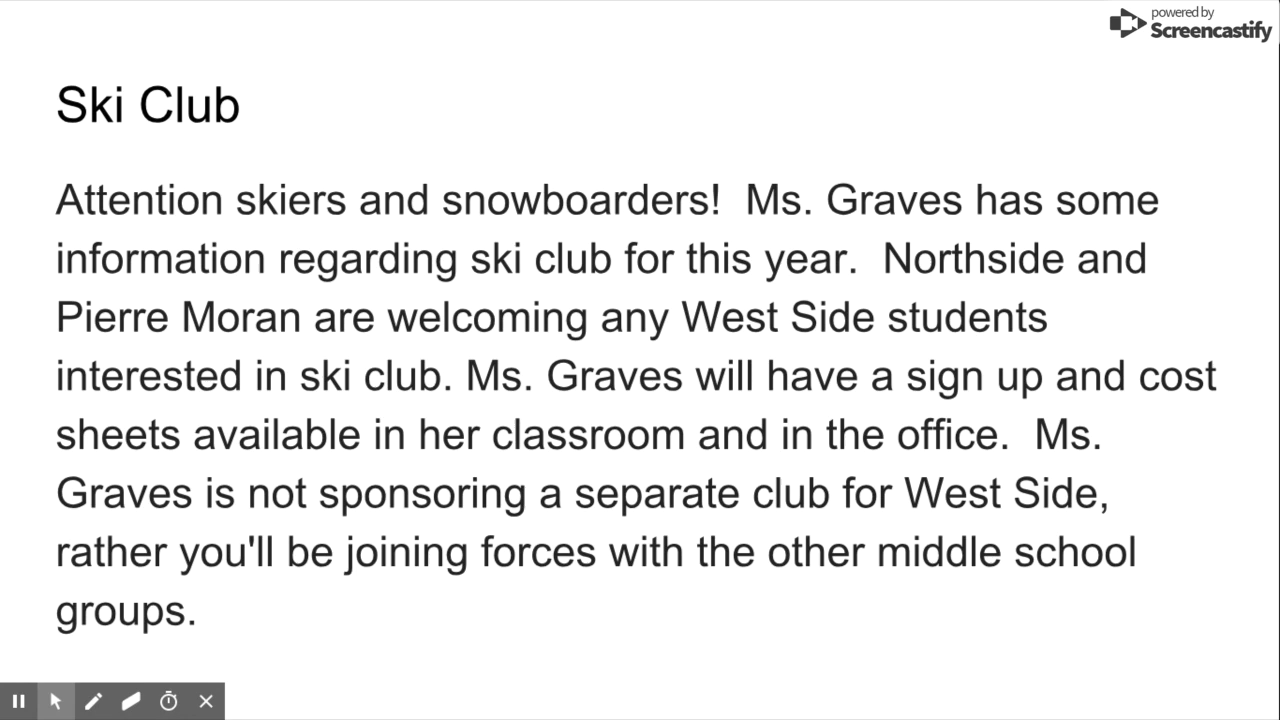 powered by
Screencastify
Ski Club
Attention skiers and snowboarders!  Ms. Graves has some
information regarding ski club for this year.  Northside and
Pierre Moran are welcoming any West Side students
interested in ski club. Ms. Graves will have a sign up and cost
sheets available in her classroom and in the office.  Ms.
Graves is not sponsoring a separate club for West Side,
rather you'll be joining forces with the other middle school
groups.